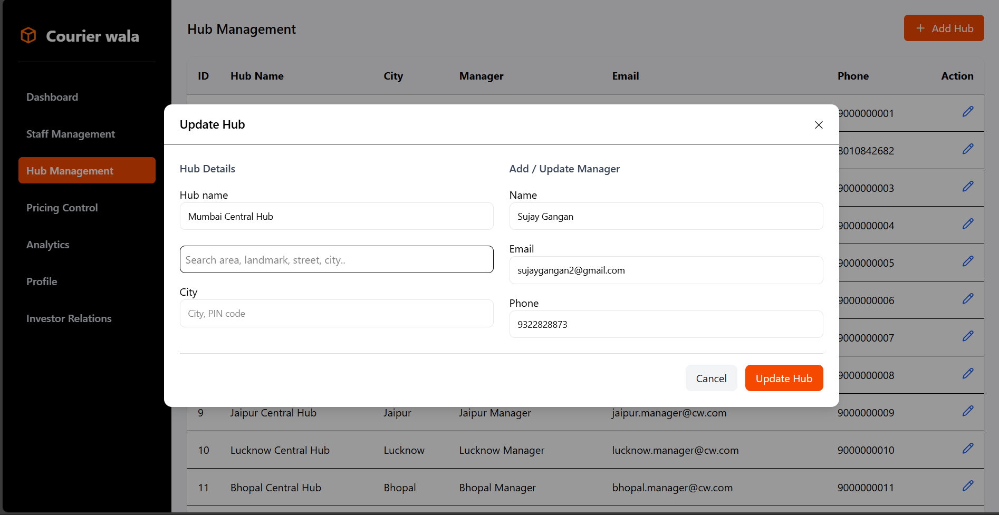 Courier wala
Dashboard
Staff Management
Hub Management
Pricing Control
Analytics
Profile
Investor Relations
Hub Management
+ Add Hub
ID Hub Name City Manager Email Phone Action
9000000001
8010842682
9000000003
9000000004
9000000005
9000000006
9000000007
9000000008
Update Hub
Hub Details
Hub name
Mumbai Central Hub
Search area, landmark, street, city..
City
City, PIN code
Add / Update Manager
Name
Sujay Gangan
Email
sujaygangan2@gmail.com
Phone
9322828873
Cancel Update Hub
9 Jaipur Central Hub Jaipur Jaipur Manager jaipur.manager@cw.com 9000000009
10 Lucknow Central Hub Lucknow Lucknow Manager lucknow.manager@cw.com 9000000010
11 Bhopal Central Hub Bhopal Bhopal Manager bhopal.manager@cw.com 9000000011